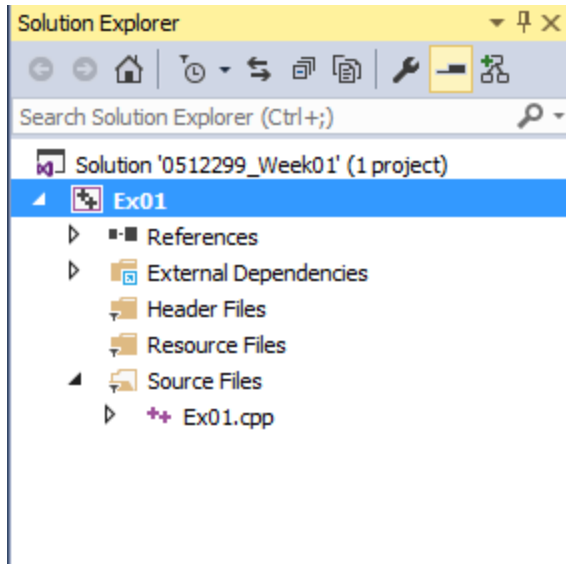 Solution Explorer
Search Solution Explorer (Ctrl+;)
Solution '0512299_Week01' (1 project)
Ex01
References
External Dependencies
Header Files
Resource Files
Source Files
Ex01.cpp